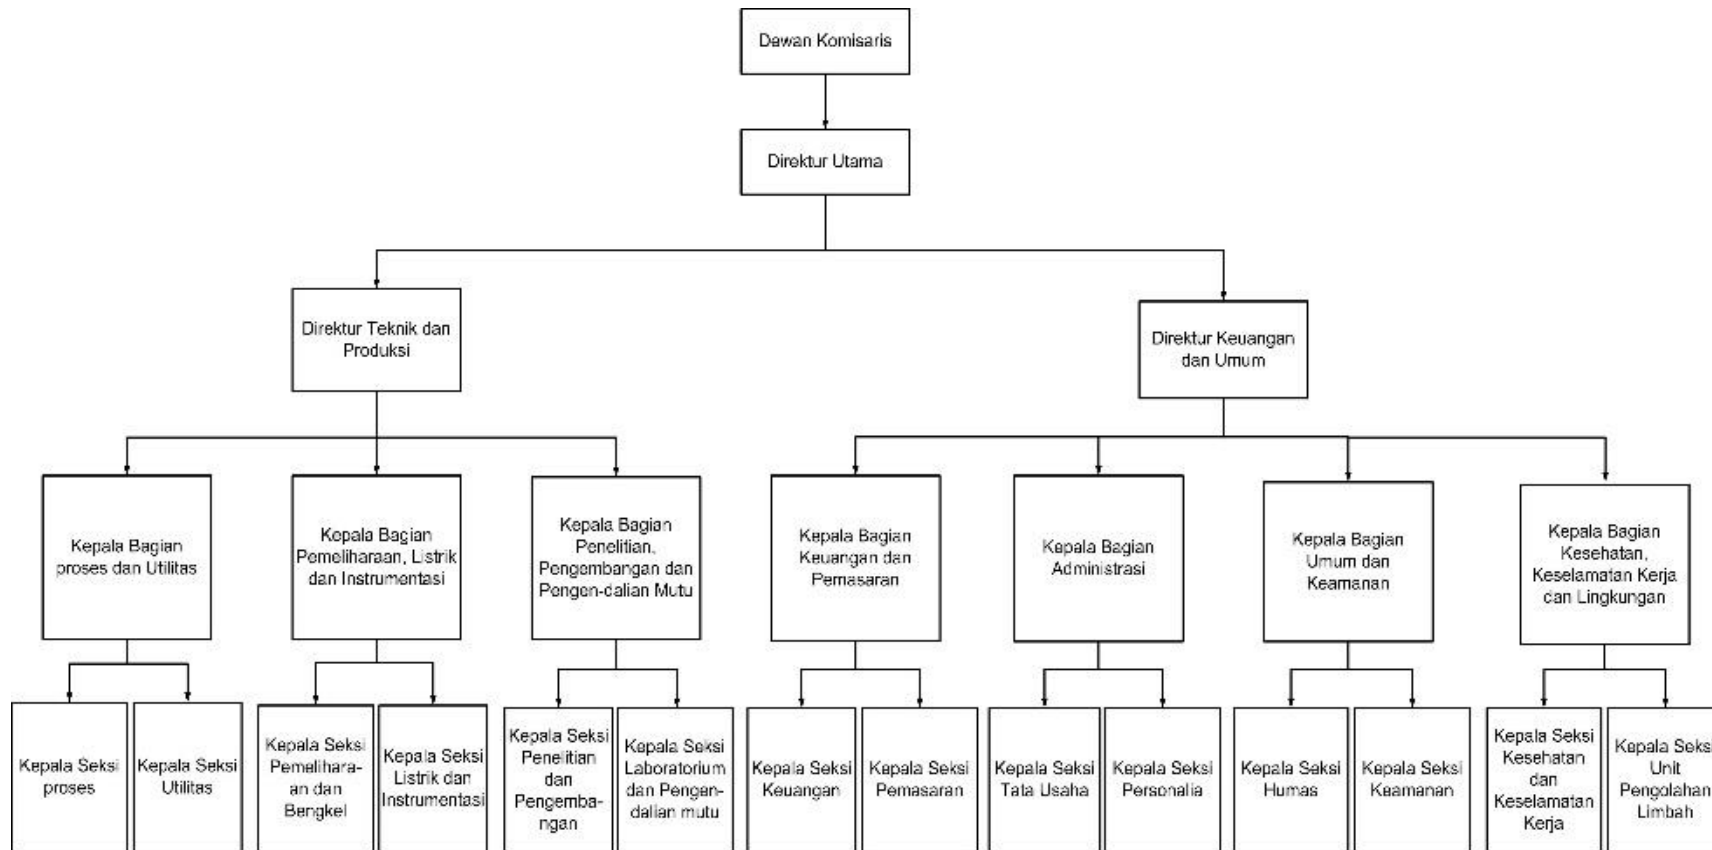 Dewan Komisaris
Direktur Utama
Direktur Teknik dan
Produksi
Direktur Keuangan
dan Umum
Kepala Bagian
proses dan Utilitas
Kepala Bagian
Pemeliharaan, Listrik
dan Instrumentasi
Kepala Bagian
Penelitian,
Pengembangan dan
Pengen-dalian Mutu
Kepala Bagian
Keuangan dan
Pemasaran
Kepala Bagian
Administrasi
Kepala Bagian
Umum dan
Keamanan
Kepala Bagian
Kesehatan,
Keselamatan Kerja
dan Lingkungan
Kepala Seksi
proses
Kepala Seksi
Utilitas
Kepala Seksi
Pemelihara-
an dan
Bengkel
Kepala Seksi
Listrik dan
Instrumentasi
Kepala Seksi
Penelitian
dan
Pengemba-
ngan
Kepala Seksi
Laboratorium
dan Pengen-
dalian mutu
Kepala Seksi
Keuangan
Kepala Seksi
Pemasaran
Kepala Seksi
Tata Usaha
Kepala Seksi
Personalia
Kepala Seksi
Humas
Kepala Seksi
Keamanan
Kepala Seksi
Kesehatan
dan
Keselamatan
Kerja
Kepala Seksi
Unit
Pengolahan
Limbah